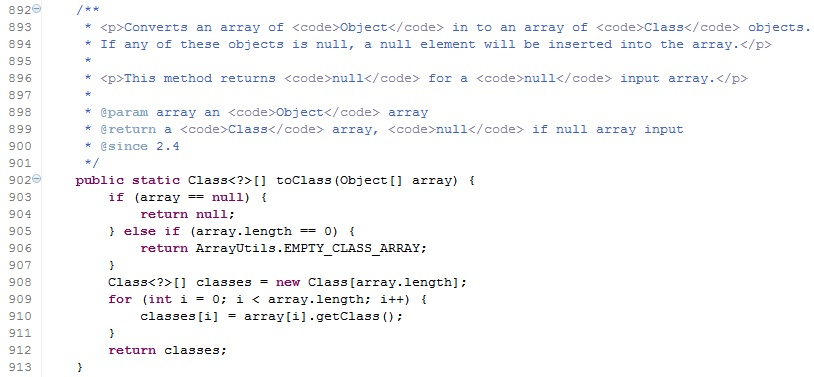 892 /**
893 * <p>Converts an array of <code>Object</code> in to an array of <code>Class</code> objects.
894 * If any of these objects is null, a null element will be inserted into the array.</p>
895 *
896 * <p>This method returns <code>null</code> for a <code>null</code> input array.</p>
897 *
898 * @param array an <code>Object</code> array
899 * @return a <code>Class</code> array, <code>null</code> if null array input
900 * @since 2.4
901 */
902 public static Class<?>[] toClass(Object[] array) {
903 if (array == null) {
904 return null;
905 } else if (array.length == 0) {
906 return ArrayUtils.EMPTY_CLASS_ARRAY;
907 }
908 Class<?>[] classes = new Class[array.length];
909 for (int i = 0; i < array.length; i++) {
910 classes[i] = array[i].getClass();
911 }
912 return classes;
913 }